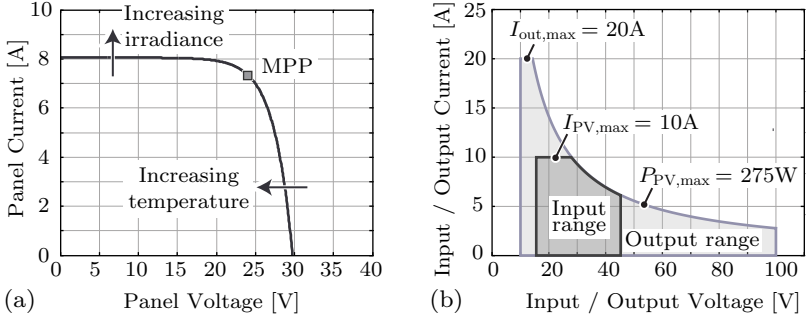 10
8
6
4
2
0
Panel Current [A]
Increasing
irradiance
MPP
Increasing
temperature
0 5 10 15 20 25 30 35 40
(a) Panel Voltage [V]
25
20
15
10
5
0
Input / Output Current [A]
I_out,max = 20A
I_PV,max = 10A
P_PV,max = 275W
Input
range
Output range
0 20 40 60 80 100
(b) Input / Output Voltage [V]